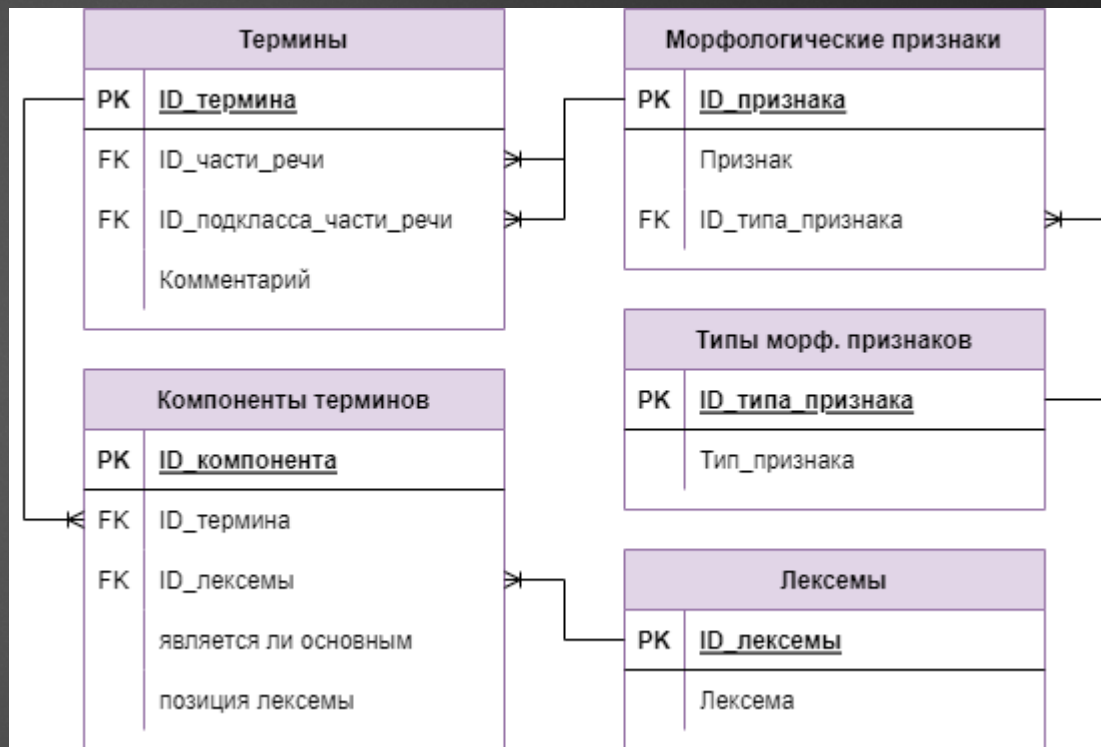 Термины
PK ID_термина
FK ID_части_речи
FK ID_подкласса_части_речи
Комментарий
Морфологические признаки
PK ID_признака
Признак
FK ID_типа_признака
Типы морф. признаков
PK ID_типа_признака
Тип_признака
Компоненты терминов
PK ID_компонента
FK ID_термина
FK ID_лексемы
является ли основным
позиция лексемы
Лексемы
PK ID_лексемы
Лексема